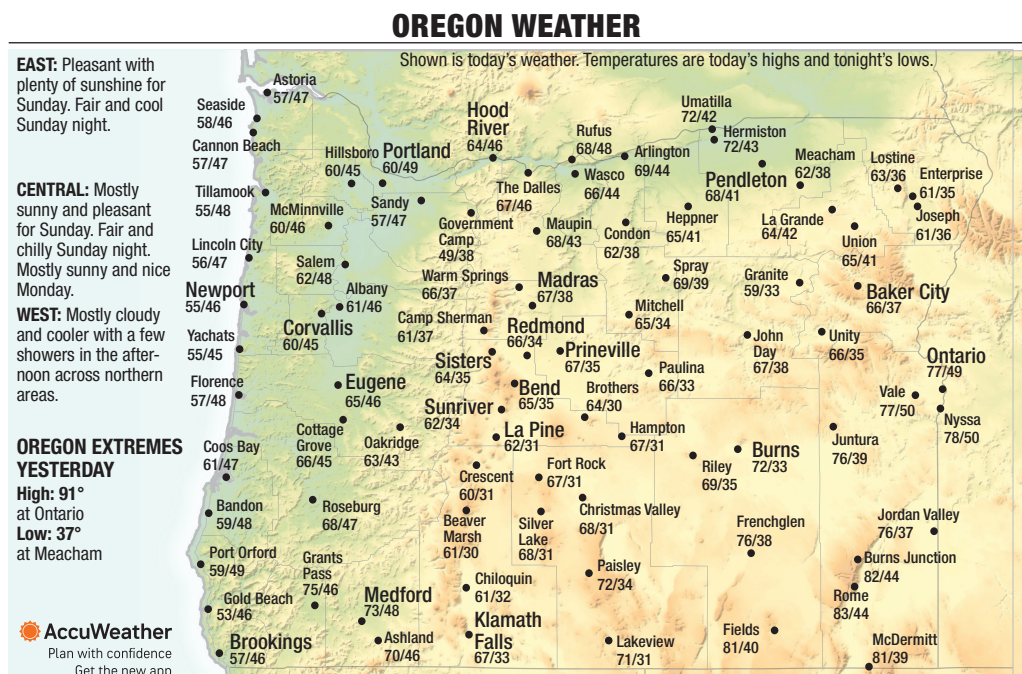 OREGON WEATHER
EAST: Pleasant with
plenty of sunshine for
Sunday. Fair and cool
Sunday night.
CENTRAL: Mostly
sunny and pleasant
for Sunday. Fair and
chilly Sunday night.
Mostly sunny and nice
Monday.
WEST: Mostly cloudy
and cooler with a few
showers in the after-
noon across northern
areas.
OREGON EXTREMES
YESTERDAY
High: 91°
at Ontario
Low: 37°
at Meacham
AccuWeather
Plan with confidence
Get the new app
Shown is today's weather. Temperatures are today's highs and tonight's lows.
Astoria
57/47
Seaside
58/46
Cannon Beach
57/47
Tillamook
55/48
Lincoln City
56/47
Newport
55/46
Yachats
55/45
Florence
57/48
Coos Bay
61/47
Bandon
59/48
Port Orford
59/49
Gold Beach
53/46
Brookings
57/46
Hillsboro
60/45
Portland
60/49
Sandy
57/47
McMinnville
60/46
Salem
62/48
Albany
61/46
Corvallis
60/45
Eugene
65/46
Cottage
Grove
66/45
Oakridge
63/43
Roseburg
68/47
Grants
Pass
75/46
Medford
73/48
Ashland
70/46
Hood
River
64/46
The Dalles
67/46
Government
Camp
49/38
Rufus
68/48
Wasco
66/44
Arlington
69/44
Maupin
68/43
Condon
62/38
Warm Springs
66/37
Madras
67/38
Camp Sherman
61/37
Redmond
66/34
Sisters
64/35
Prineville
67/35
Bend
65/35
Sunriver
62/34
La Pine
62/31
Brothers
64/30
Hampton
67/31
Crescent
60/31
Fort Rock
67/31
Beaver
Marsh
61/30
Silver
Lake
68/31
Christmas Valley
68/31
Chiloquin
61/32
Klamath
Falls
67/33
Paisley
72/34
Lakeview
71/31
Umatilla
72/42
Hermiston
72/43
Pendleton
68/41
Heppner
65/41
Meacham
62/38
La Grande
64/42
Lostine
63/36
Enterprise
61/35
Joseph
61/36
Union
65/41
Spray
69/39
Granite
59/33
Baker City
66/37
Mitchell
65/34
John
Day
67/38
Unity
66/35
Paulina
66/33
Ontario
77/49
Vale
77/50
Nyssa
78/50
Juntura
76/39
Burns
72/33
Riley
69/35
Frenchglen
76/38
Jordan Valley
76/37
Burns Junction
82/44
Rome
83/44
Fields
81/40
McDermitt
81/39